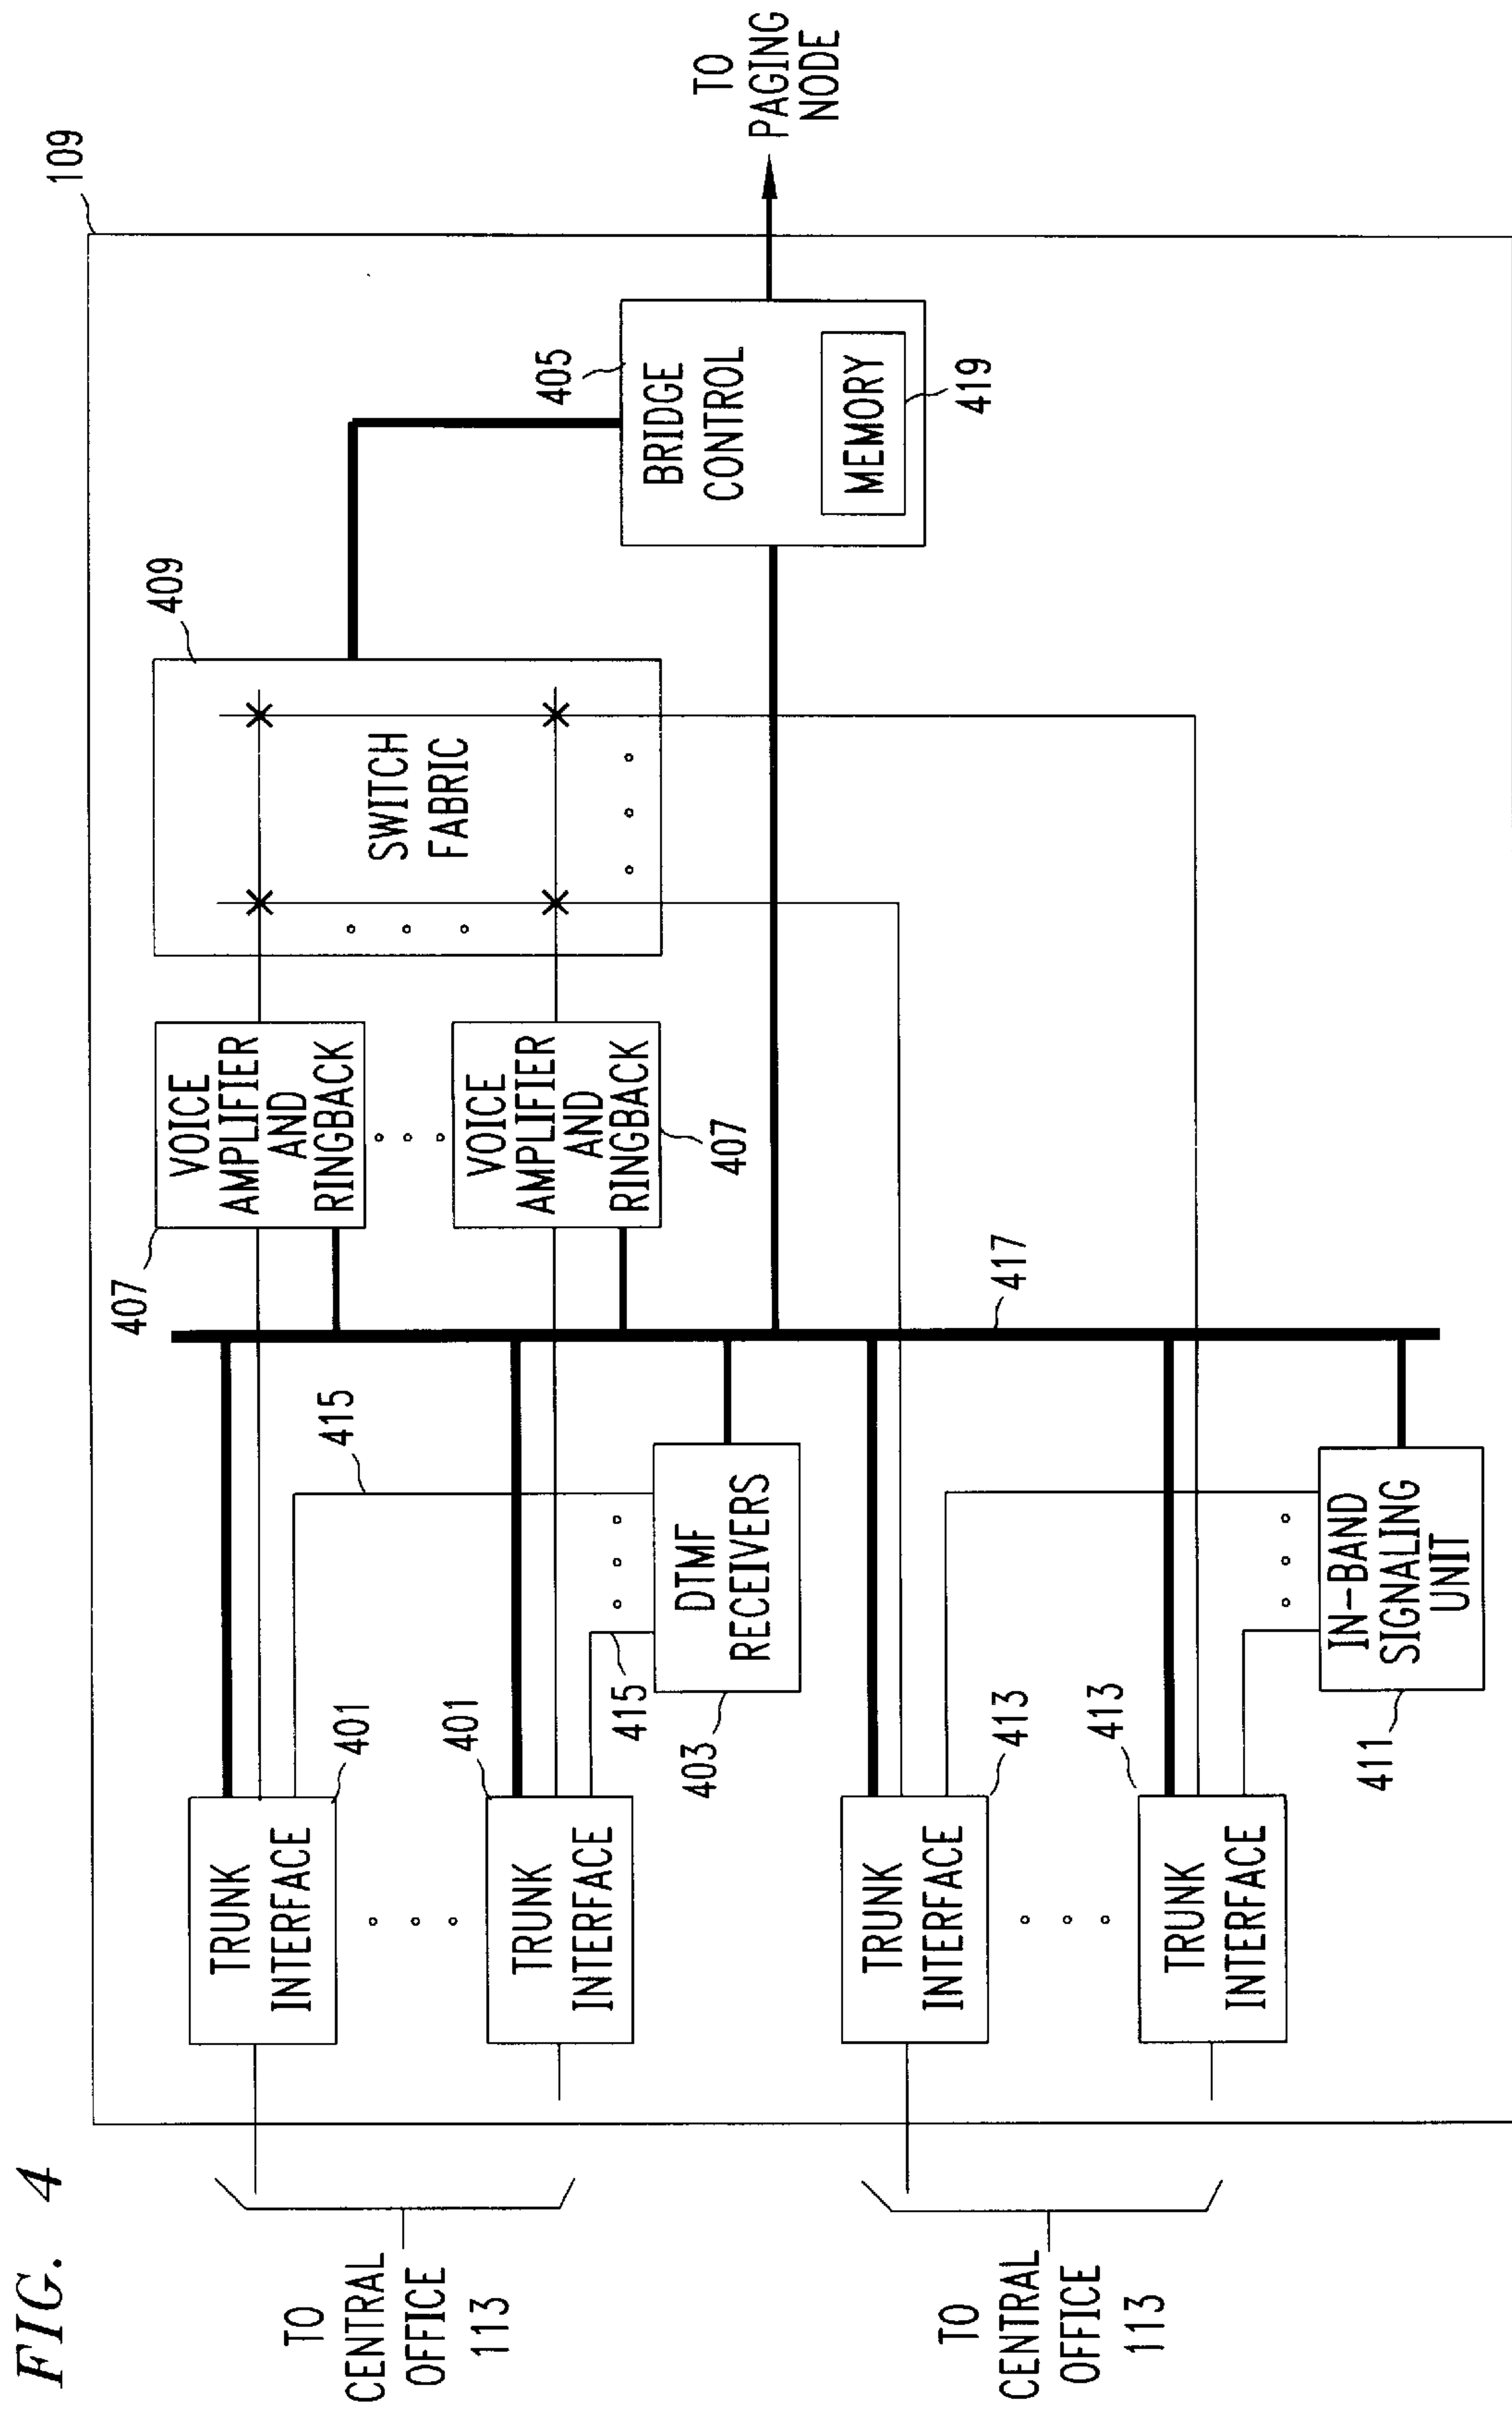 FIG. 4
109
TO
CENTRAL
OFFICE
113
TO
CENTRAL
OFFICE
113
TRUNK
INTERFACE
401
TRUNK
INTERFACE
401
TRUNK
INTERFACE
413
TRUNK
INTERFACE
413
415
415
DTMF
RECEIVERS
403
IN-BAND
SIGNALING
UNIT
411
417
VOICE
AMPLIFIER
AND
RINGBACK
407
VOICE
AMPLIFIER
AND
RINGBACK
407
SWITCH
FABRIC
409
BRIDGE
CONTROL
405
MEMORY
419
TO
PAGING
NODE